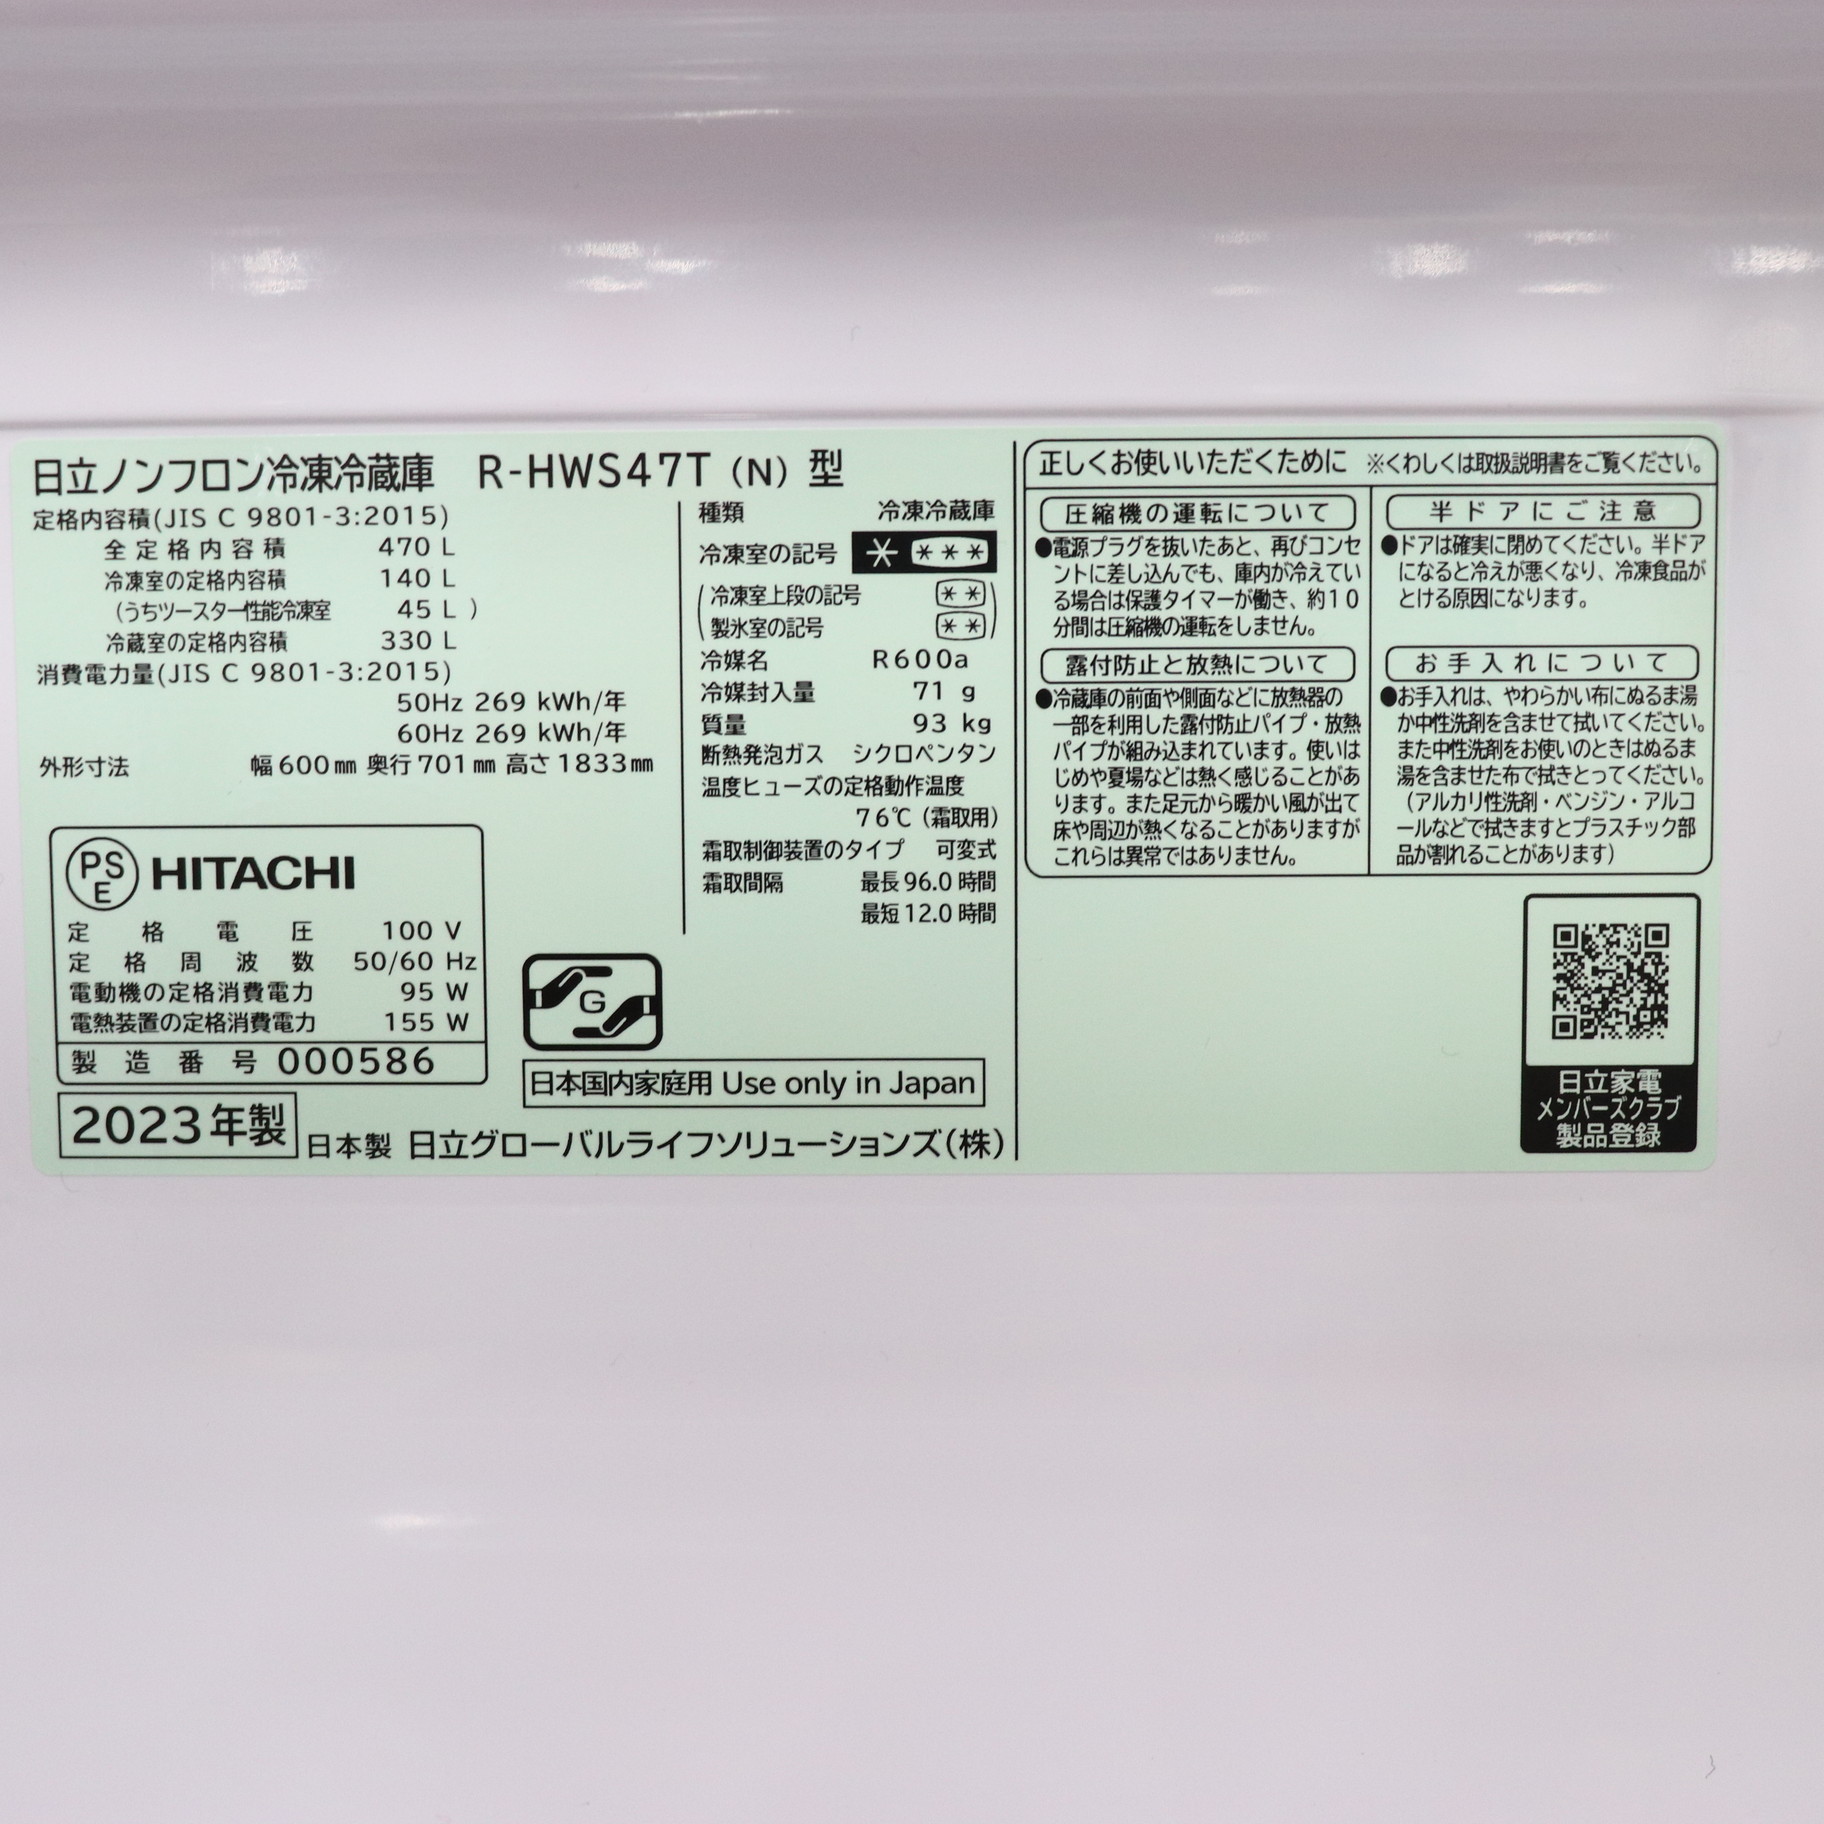 日立ノンフロン冷凍冷蔵庫 R-HWS47T (N) 型
定格内容積(JIS C 9801-3:2015)
全定格内容積 470 L
冷凍室の定格内容積 140 L
(うちツースター性能冷凍室 45 L )
冷蔵室の定格内容積 330 L
消費電力量(JIS C 9801-3:2015)
50Hz 269 kWh/年
60Hz 269 kWh/年
外形寸法 幅600mm 奥行701mm 高さ1833mm
PS
E
HITACHI
定格電圧 100 V
定格周波数 50/60 Hz
電動機の定格消費電力 95 W
電熱装置の定格消費電力 155 W
製造番号 000586
2023年製
日本製 日立グローバルライフソリューションズ(株)
G
日本国内家庭用 Use only in Japan
種類 冷凍冷蔵庫
冷凍室の記号 * ***
(冷凍室上段の記号 **
製氷室の記号 **)
冷媒名 R600a
冷媒封入量 71 g
質量 93 kg
断熱発泡ガス シクロペンタン
温度ヒューズの定格動作温度
76℃(霜取用)
霜取制御装置のタイプ 可変式
霜取間隔 最長96.0時間
最短12.0時間
正しくお使いいただくために ※くわしくは取扱説明書をご覧ください。
圧縮機の運転について
●電源プラグを抜いたあと、再びコンセ
ントに差し込んでも、庫内が冷えてい
る場合は保護タイマーが働き、約10
分間は圧縮機の運転をしません。
露付防止と放熱について
●冷蔵庫の前面や側面などに放熱器の
一部を利用した露付防止パイプ・放熱
パイプが組み込まれています。使いは
じめや夏場などは熱く感じることがあ
ります。また足元から暖かい風が出て
床や周辺が熱くなることがありますが
これらは異常ではありません。
半ドアにご注意
●ドアは確実に閉めてください。半ドア
になると冷えが悪くなり、冷凍食品が
とける原因になります。
お手入れについて
●お手入れは、やわらかい布にぬるま湯
か中性洗剤を含ませて拭いてください。
また中性洗剤をお使いのときはぬるま
湯を含ませた布で拭きとってください。
(アルカリ性洗剤・ベンジン・アルコ
ールなどで拭きますとプラスチック部
品が割れることがあります)
日立家電
メンバーズクラブ
製品登録